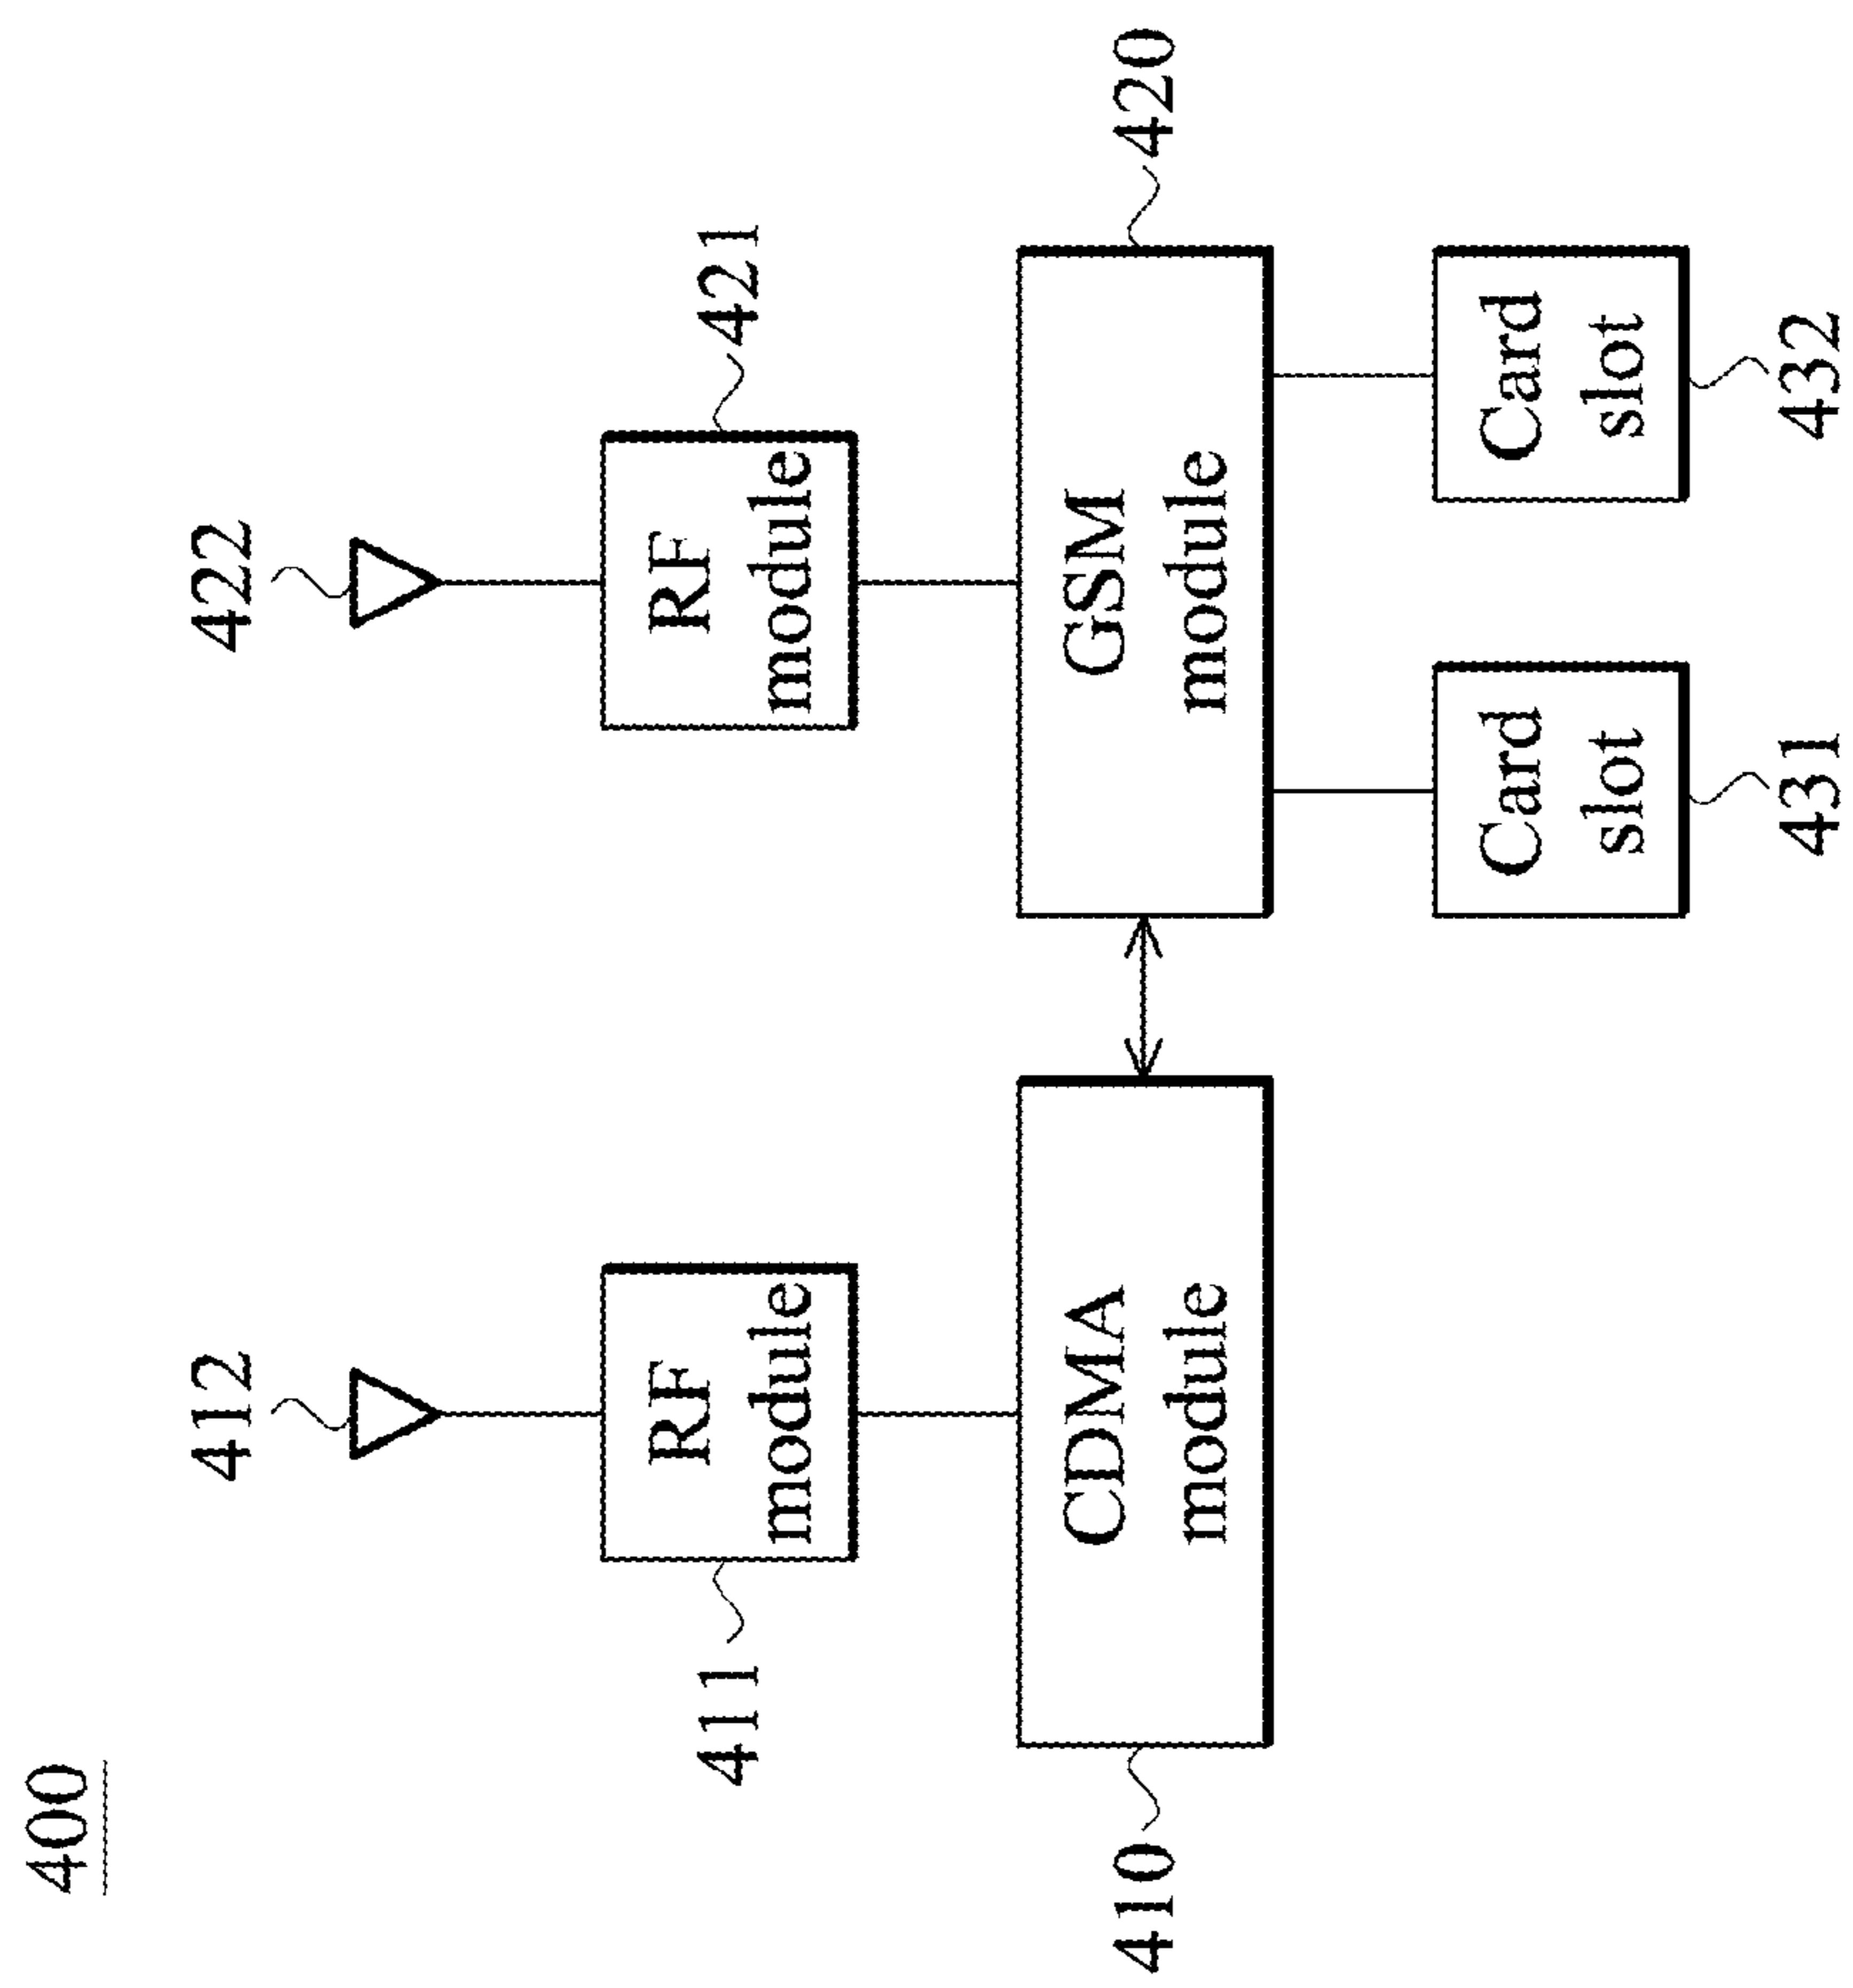 400
412
422
RF
module
411
RF
module
421
CDMA
module
410
GSM
module
420
Card
slot
431
Card
slot
432